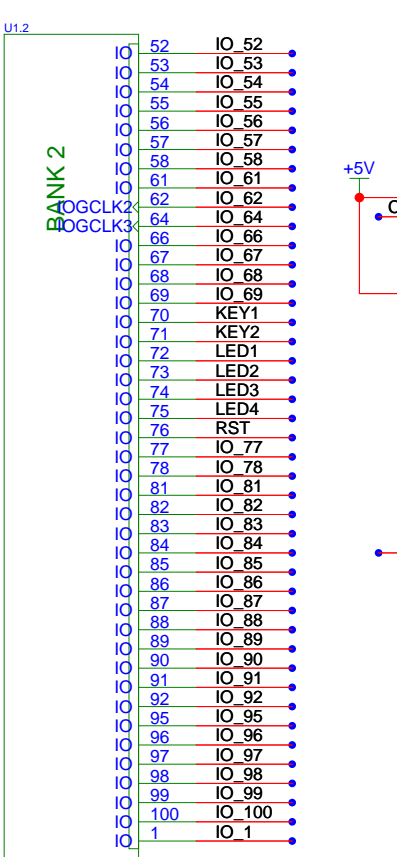 U1.2
BANK 2
IO 52 IO_52
IO 53 IO_53
IO 54 IO_54
IO 55 IO_55
IO 56 IO_56
IO 57 IO_57
IO 58 IO_58
IO 61 IO_61
IOGCLK2 62 IO_62
IOGCLK3 64 IO_64
IO 66 IO_66
IO 67 IO_67
IO 68 IO_68
IO 69 IO_69
IO 70 KEY1
IO 71 KEY2
IO 72 LED1
IO 73 LED2
IO 74 LED3
IO 75 LED4
IO 76 RST
IO 77 IO_77
IO 78 IO_78
IO 81 IO_81
IO 82 IO_82
IO 83 IO_83
IO 84 IO_84
IO 85 IO_85
IO 86 IO_86
IO 87 IO_87
IO 88 IO_88
IO 89 IO_89
IO 90 IO_90
IO 91 IO_91
IO 92 IO_92
IO 95 IO_95
IO 96 IO_96
IO 97 IO_97
IO 98 IO_98
IO 99 IO_99
IO 100 IO_100
IO 1 IO_1
+5V